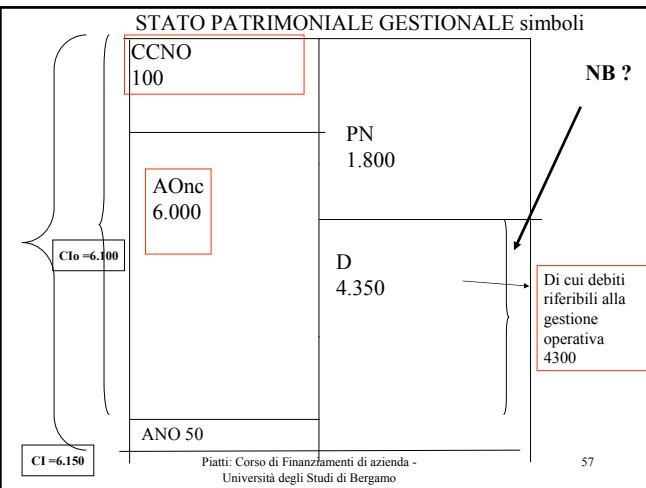 STATO PATRIMONIALE GESTIONALE simboli
CCNO
100
NB ?
PN
1.800
AOnc
6.000
CIo =6.100
D
4.350
Di cui debiti
riferibili alla
gestione
operativa
4300
ANO 50
CI =6.150
Piatti: Corso di Finanziamenti di azienda -
Università degli Studi di Bergamo
57